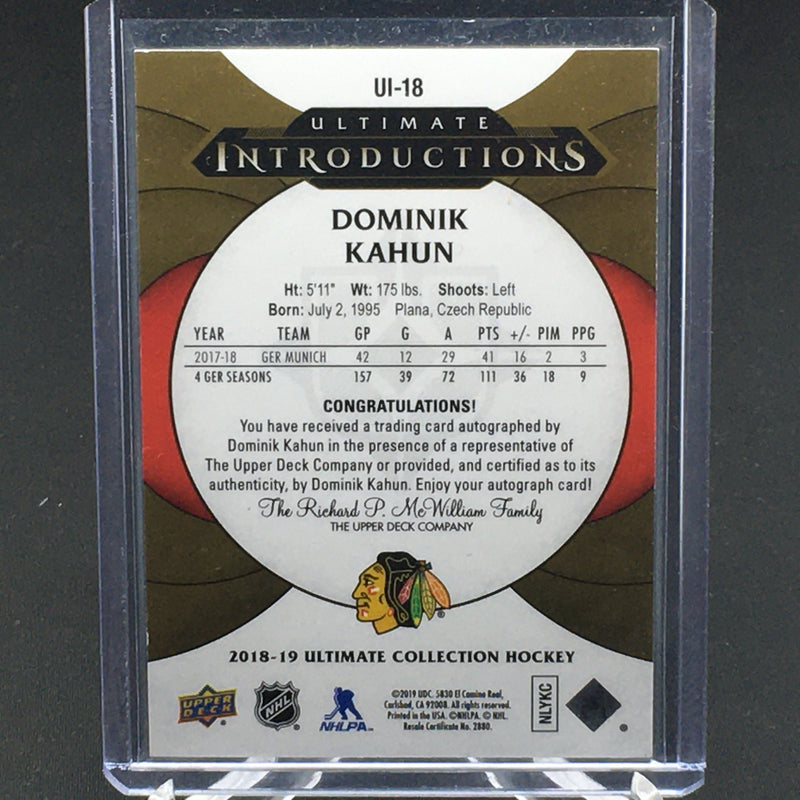 UI-18
ULTIMATE
INTRODUCTIONS
DOMINIK
KAHUN
Ht: 5'11" Wt: 175 lbs. Shoots: Left
Born: July 2, 1995 Plana, Czech Republic
YEAR TEAM GP G A PTS +/- PIM PPG
2017-18 GER MUNICH 42 12 29 41 16 2 3
4 GER SEASONS 157 39 72 111 36 18 9
CONGRATULATIONS!
You have received a trading card autographed by
Dominik Kahun in the presence of a representative of
The Upper Deck Company or provided, and certified as to its
authenticity, by Dominik Kahun. Enjoy your autograph card!
The Richard P. McWilliam Family
THE UPPER DECK COMPANY
2018-19 ULTIMATE COLLECTION HOCKEY
UPPER
DECK
NHL
NHLPA
©2019 UDC. 5830 El Camino Real,
Carlsbad, CA 92008. All rights reserved.
Printed in the USA. ©NHLPA. © NHL.
Resale Certificate No. 2880.
NLYKC